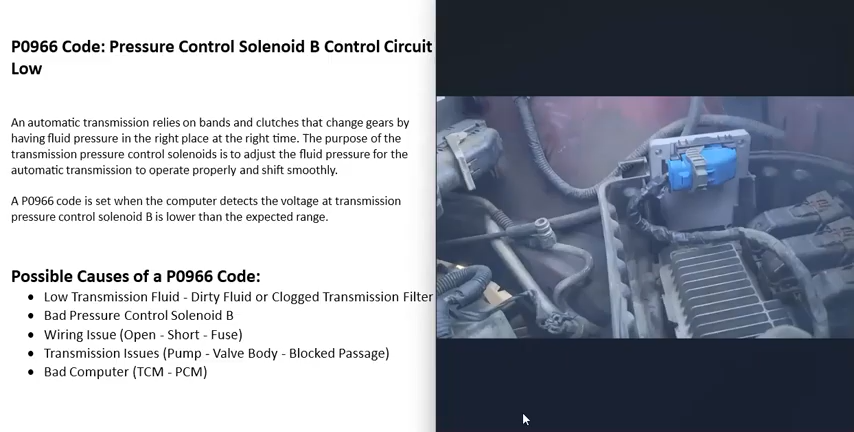 P0966 Code: Pressure Control Solenoid B Control Circuit
Low
An automatic transmission relies on bands and clutches that change gears by
having fluid pressure in the right place at the right time. The purpose of the
transmission pressure control solenoids is to adjust the fluid pressure for the
automatic transmission to operate properly and shift smoothly.
A P0966 code is set when the computer detects the voltage at transmission
pressure control solenoid B is lower than the expected range.
Possible Causes of a P0966 Code:
• Low Transmission Fluid - Dirty Fluid or Clogged Transmission Filter
• Bad Pressure Control Solenoid B
• Wiring Issue (Open - Short - Fuse)
• Transmission Issues (Pump - Valve Body - Blocked Passage)
• Bad Computer (TCM - PCM)